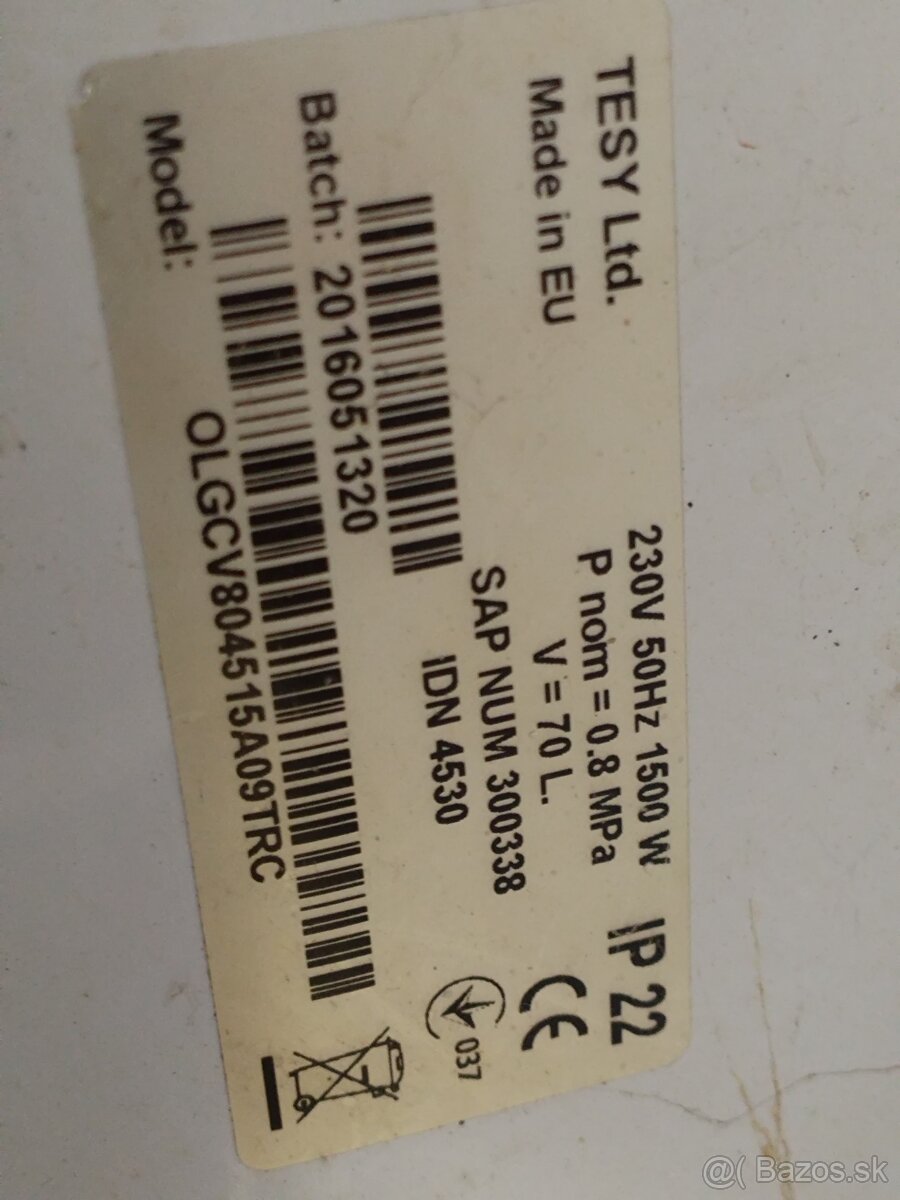 TESY Ltd.
Made in EU
230V 50Hz 1500 W
P nom = 0.8 MPa
V = 70 L.
SAP NUM 300338
IDN 4530
IP 22
CE
037
Batch: 2016051320
Model: OLGCV804515A09TRC
@( Bazos.sk